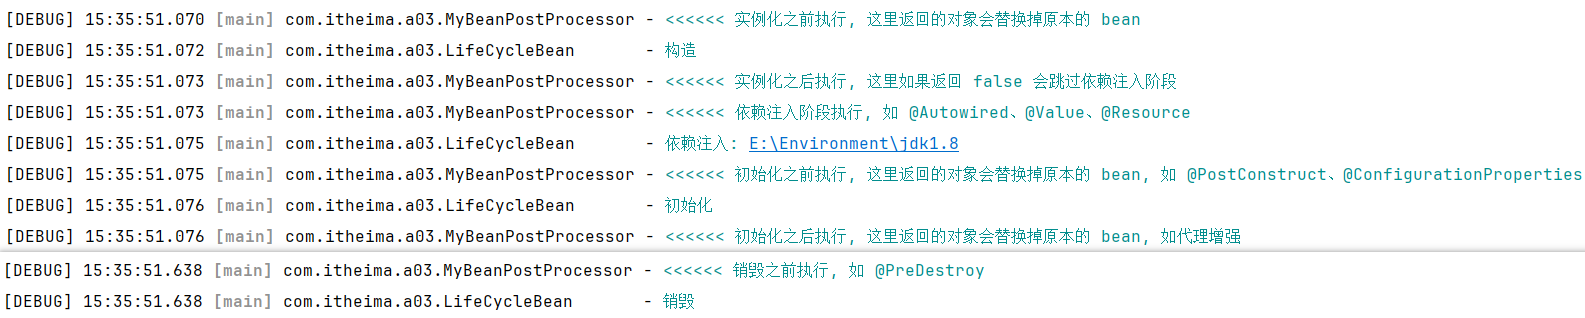 [DEBUG] 15:35:51.070 [main] com.itheima.a03.MyBeanPostProcessor - <<<<<< 实例化之前执行, 这里返回的对象会替换掉原本的 bean
[DEBUG] 15:35:51.072 [main] com.itheima.a03.LifeCycleBean - 构造
[DEBUG] 15:35:51.073 [main] com.itheima.a03.MyBeanPostProcessor - <<<<<< 实例化之后执行, 这里如果返回 false 会跳过依赖注入阶段
[DEBUG] 15:35:51.073 [main] com.itheima.a03.MyBeanPostProcessor - <<<<<< 依赖注入阶段执行, 如 @Autowired、@Value、@Resource
[DEBUG] 15:35:51.075 [main] com.itheima.a03.LifeCycleBean - 依赖注入: E:\Environment\jdk1.8
[DEBUG] 15:35:51.075 [main] com.itheima.a03.MyBeanPostProcessor - <<<<<< 初始化之前执行, 这里返回的对象会替换掉原本的 bean, 如 @PostConstruct、@ConfigurationProperties
[DEBUG] 15:35:51.076 [main] com.itheima.a03.LifeCycleBean - 初始化
[DEBUG] 15:35:51.076 [main] com.itheima.a03.MyBeanPostProcessor - <<<<<< 初始化之后执行, 这里返回的对象会替换掉原本的 bean, 如代理增强
[DEBUG] 15:35:51.638 [main] com.itheima.a03.MyBeanPostProcessor - <<<<<< 销毁之前执行, 如 @PreDestroy
[DEBUG] 15:35:51.638 [main] com.itheima.a03.LifeCycleBean - 销毁